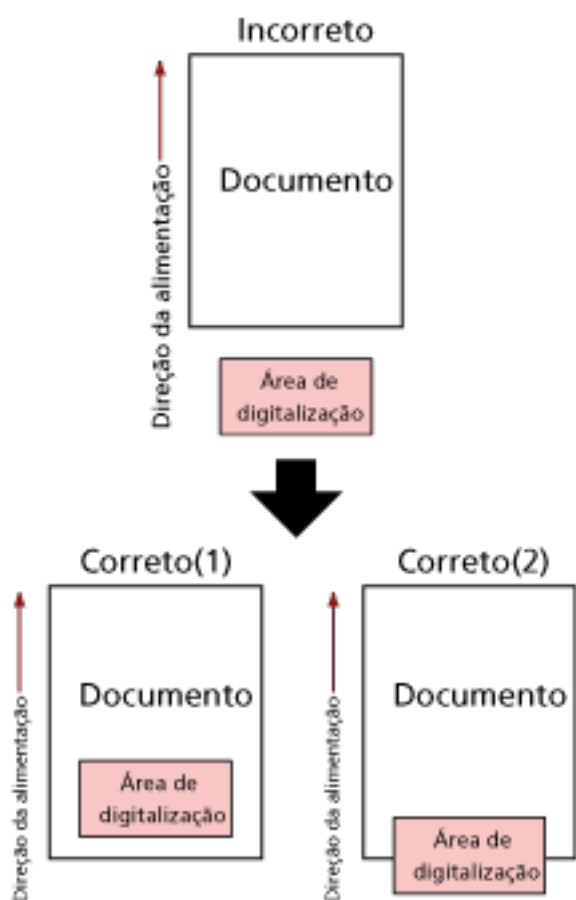 Incorreto
Direção da alimentação
Documento
Área de
digitalização
Correto(1)
Direção da alimentação
Documento
Área de
digitalização
Correto(2)
Direção da alimentação
Documento
Área de
digitalização